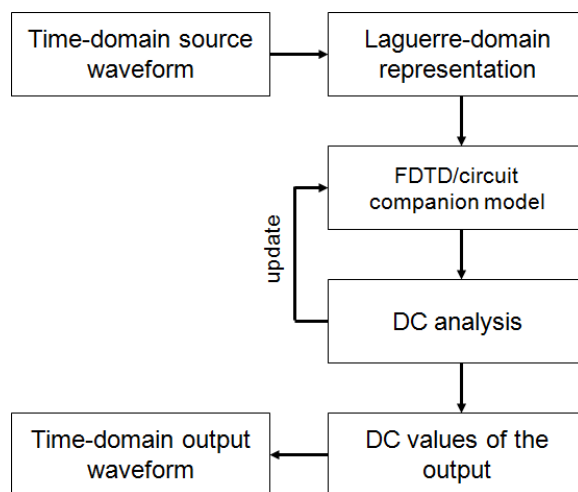 Time-domain source
waveform
Laguerre-domain
representation
FDTD/circuit
companion model
update
DC analysis
Time-domain output
waveform
DC values of the
output